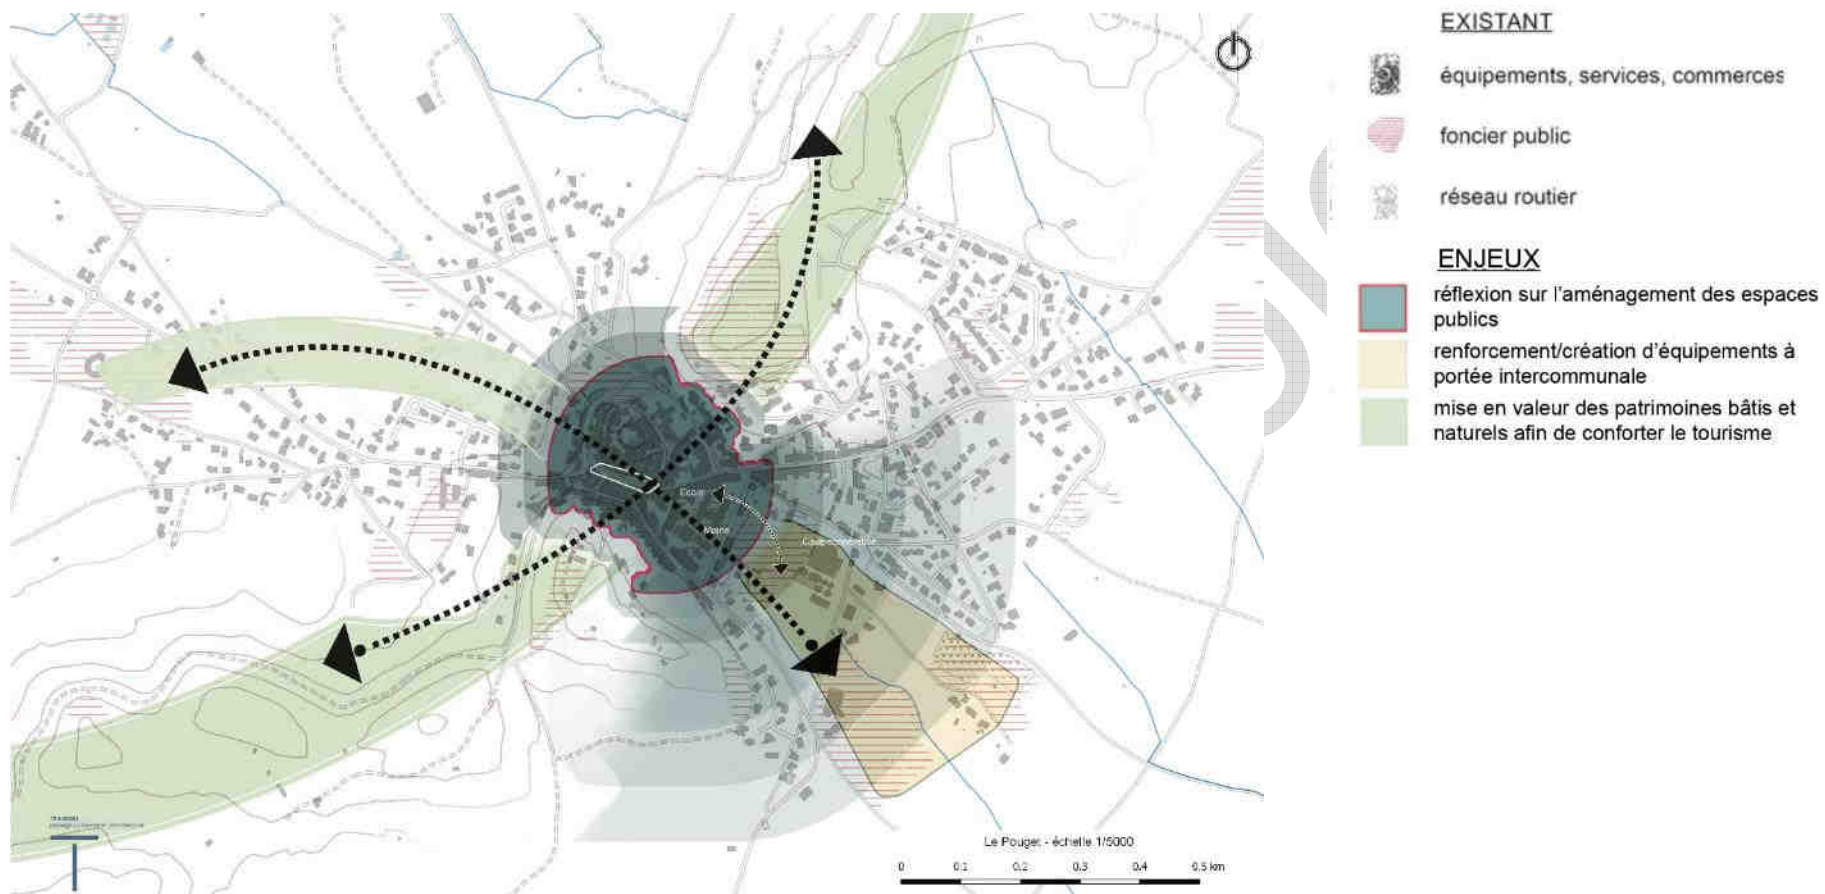 EXISTANT
équipements, services, commerces
foncier public
réseau routier
ENJEUX
réflexion sur l'aménagement des espaces
publics
renforcement/création d'équipements à
portée intercommunale
mise en valeur des patrimoines bâtis et
naturels afin de conforter le tourisme
Ecole
Mairie
Le Pouget - échelle 1/5000
0 0.1 0.2 0.3 0.4 0.5 km